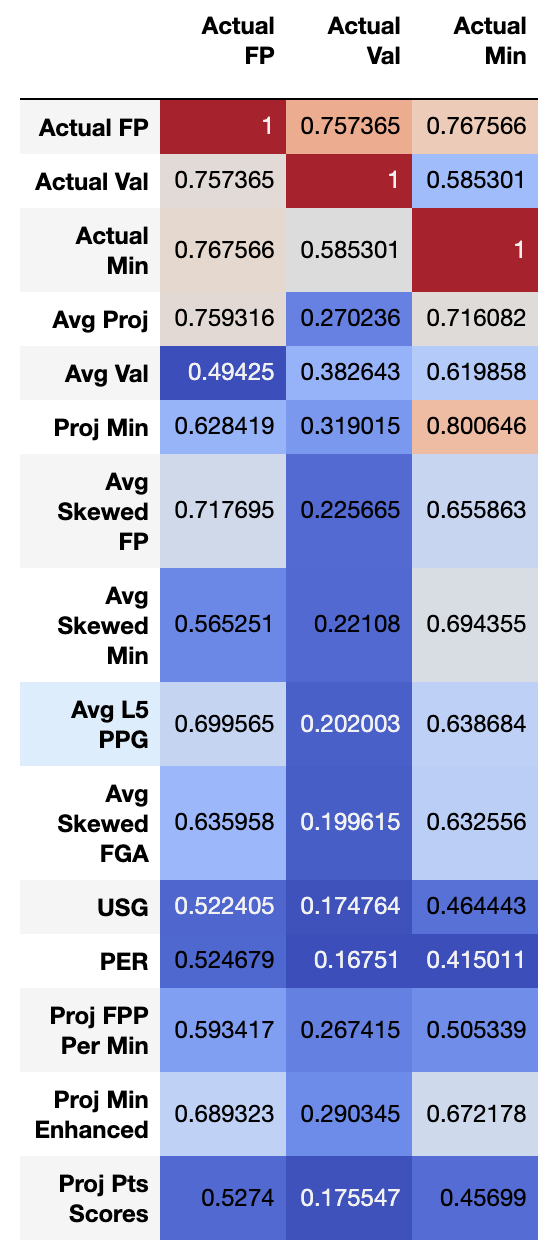 Actual FP Actual Val Actual Min
Actual FP 1 0.757365 0.767566
Actual Val 0.757365 1 0.585301
Actual Min 0.767566 0.585301 1
Avg Proj 0.759316 0.270236 0.716082
Avg Val 0.49425 0.382643 0.619858
Proj Min 0.628419 0.319015 0.800646
Avg Skewed FP 0.717695 0.225665 0.655863
Avg Skewed Min 0.565251 0.22108 0.694355
Avg L5 PPG 0.699565 0.202003 0.638684
Avg Skewed FGA 0.635958 0.199615 0.632556
USG 0.522405 0.174764 0.464443
PER 0.524679 0.16751 0.415011
Proj FPP Per Min 0.593417 0.267415 0.505339
Proj Min Enhanced 0.689323 0.290345 0.672178
Proj Pts Scores 0.5274 0.175547 0.45699